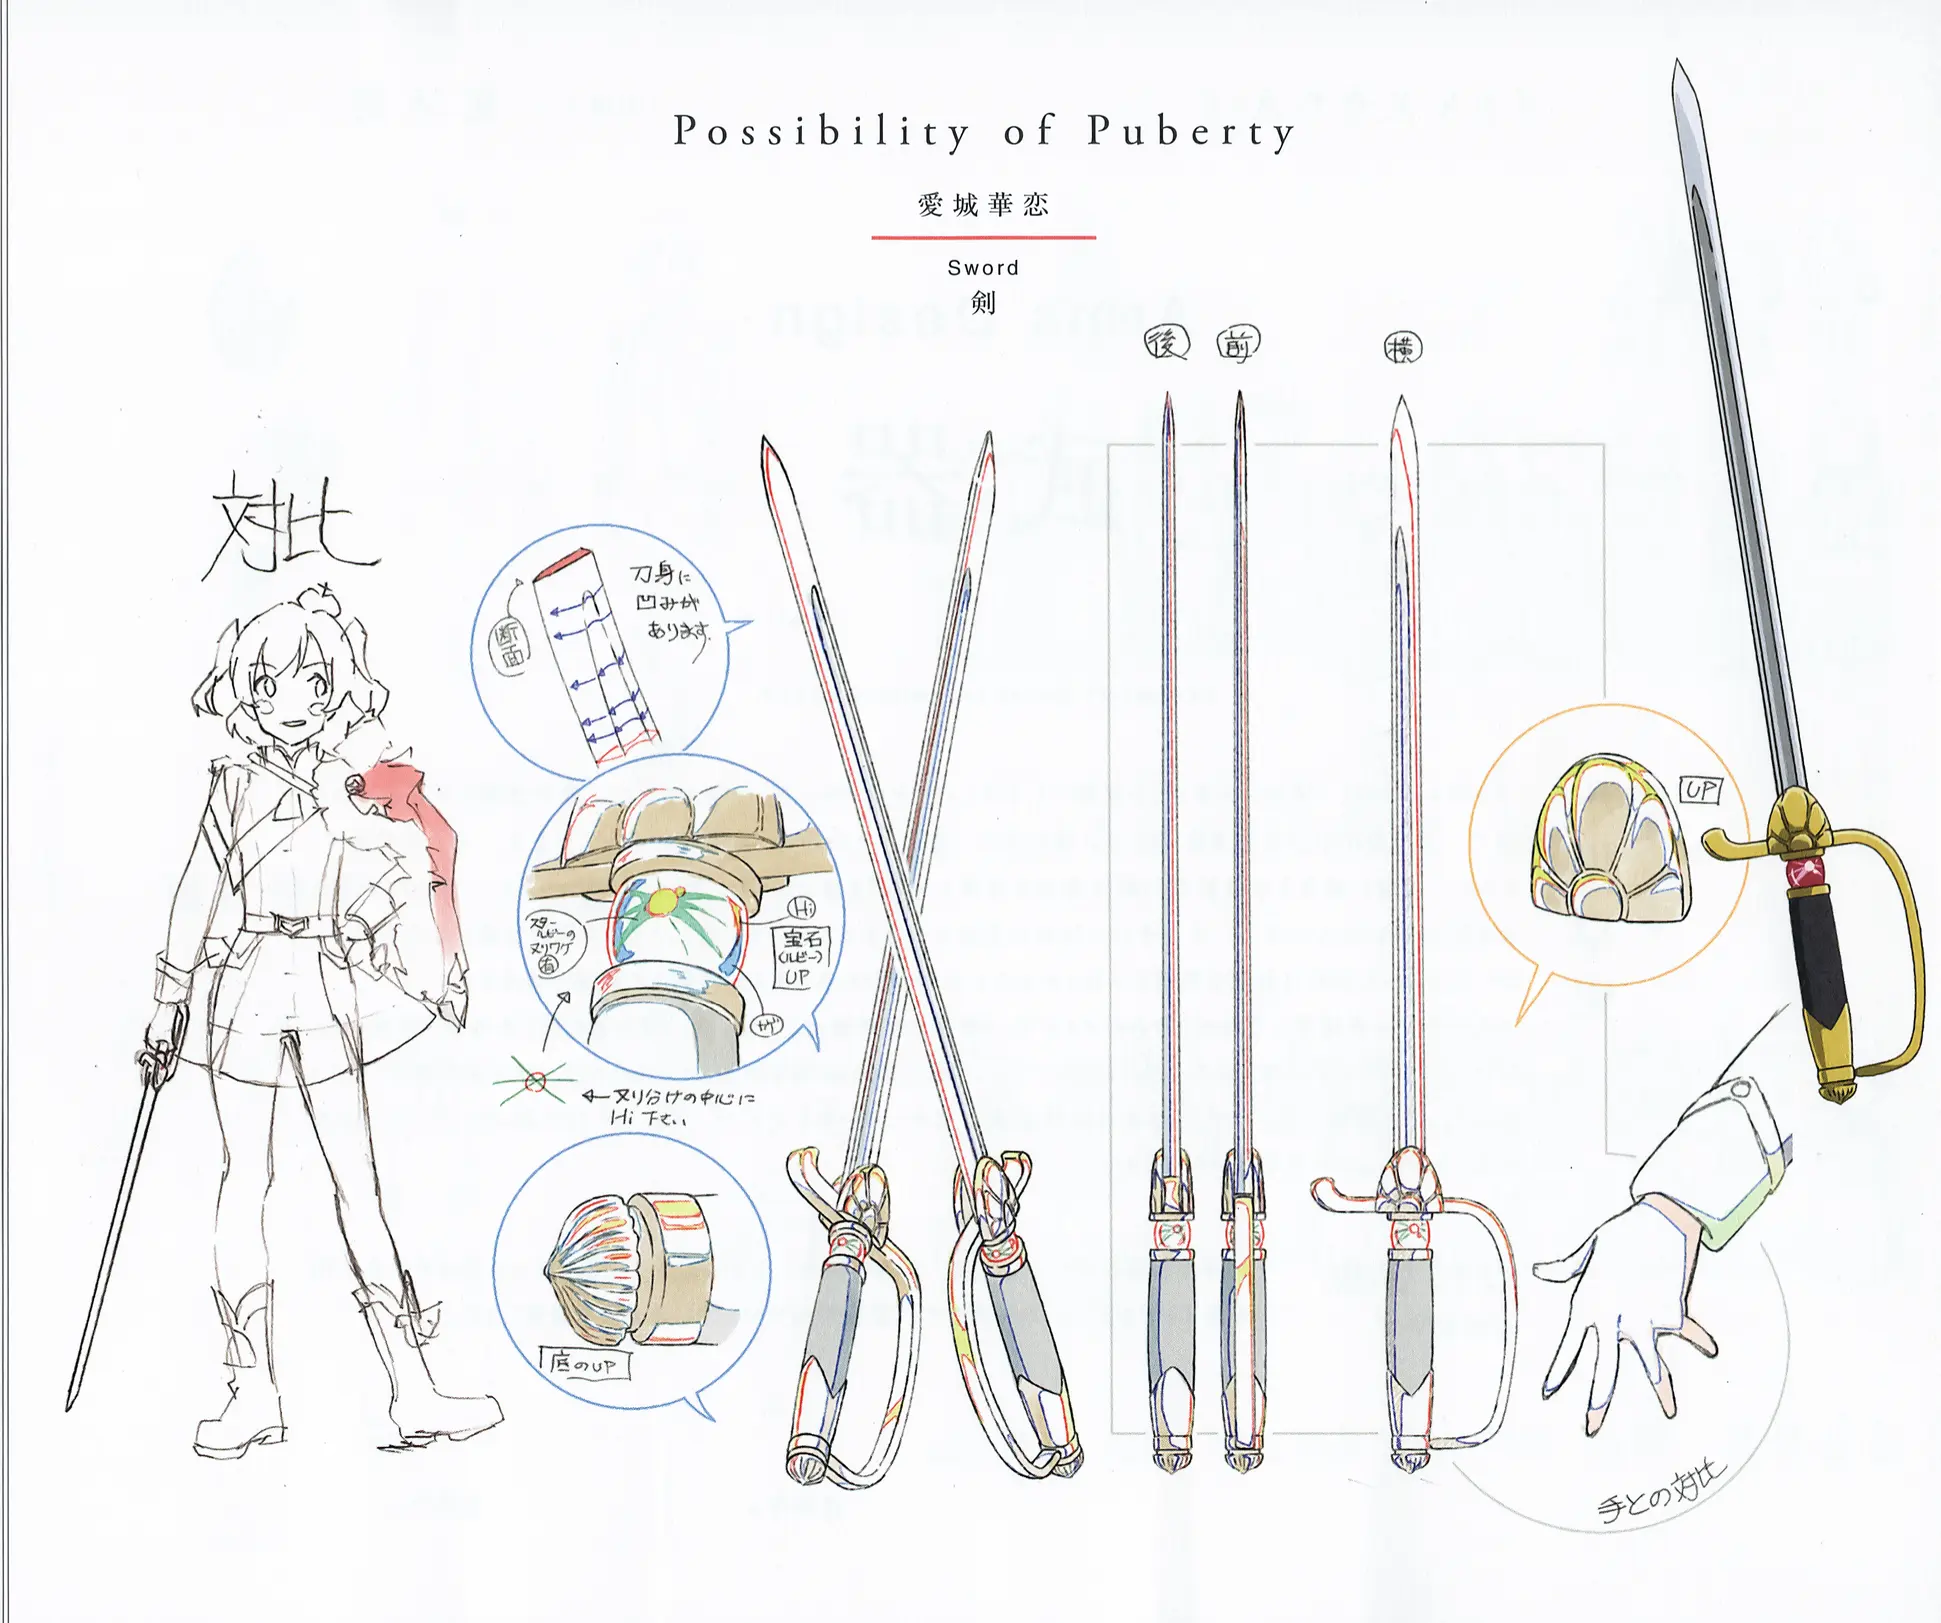 Possibility of Puberty
愛城華恋
Sword
剣
後
前
横
対比
刀身に
凹みが
あります
断面
UP
スタールビーの
ヌリワケ
有
Hi
宝石
(ルビー)
UP
カゲ
←ヌリ分けの中心に
Hi下さい
底のUP
手との対比